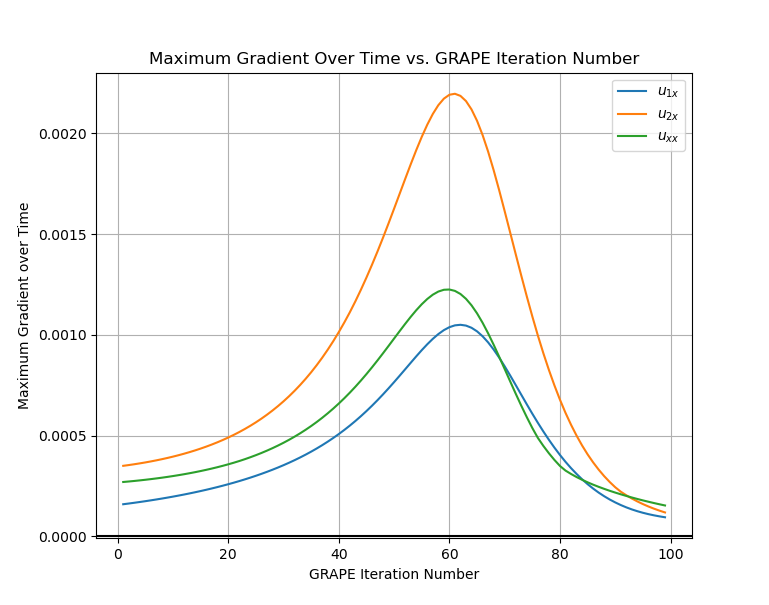 Maximum Gradient Over Time vs. GRAPE Iteration Number
u1x
u2x
uxx
Maximum Gradient over Time
0.0020
0.0015
0.0010
0.0005
0.0000
0 20 40 60 80 100
GRAPE Iteration Number